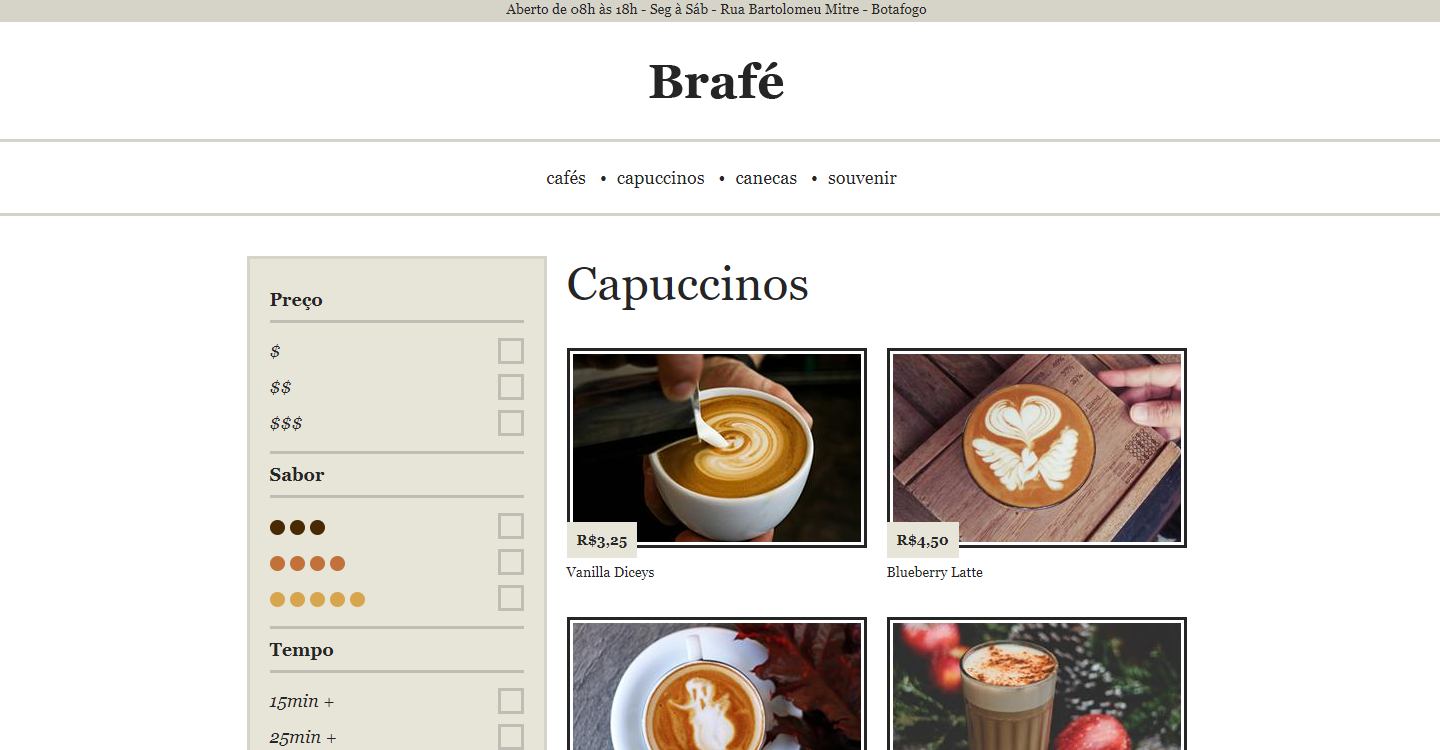 Aberto de 08h às 18h - Seg à Sáb - Rua Bartolomeu Mitre - Botafogo
Brafé
cafés • capuccinos • canecas • souvenir
Preço
$
$$
$$$
Sabor
Tempo
15min +
25min +
Capuccinos
R$3,25
Vanilla Diceys
R$4,50
Blueberry Latte